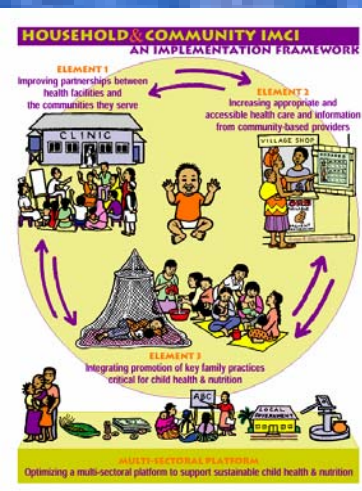 HOUSEHOLD & COMMUNITY IMCI
AN IMPLEMENTATION FRAMEWORK
ELEMENT 1
Improving partnerships between
health facilities and
the communities they serve
ELEMENT 2
Increasing appropriate and
accessible health care and information
from community-based providers
CLINIC
VILLAGE SHOP
ELEMENT 3
Integrating promotion of key family practices
critical for child health & nutrition
ABC
LOCAL
GOVERNMENT
MULTI-SECTORAL PLATFORM
Optimizing a multi-sectoral platform to support sustainable child health & nutrition